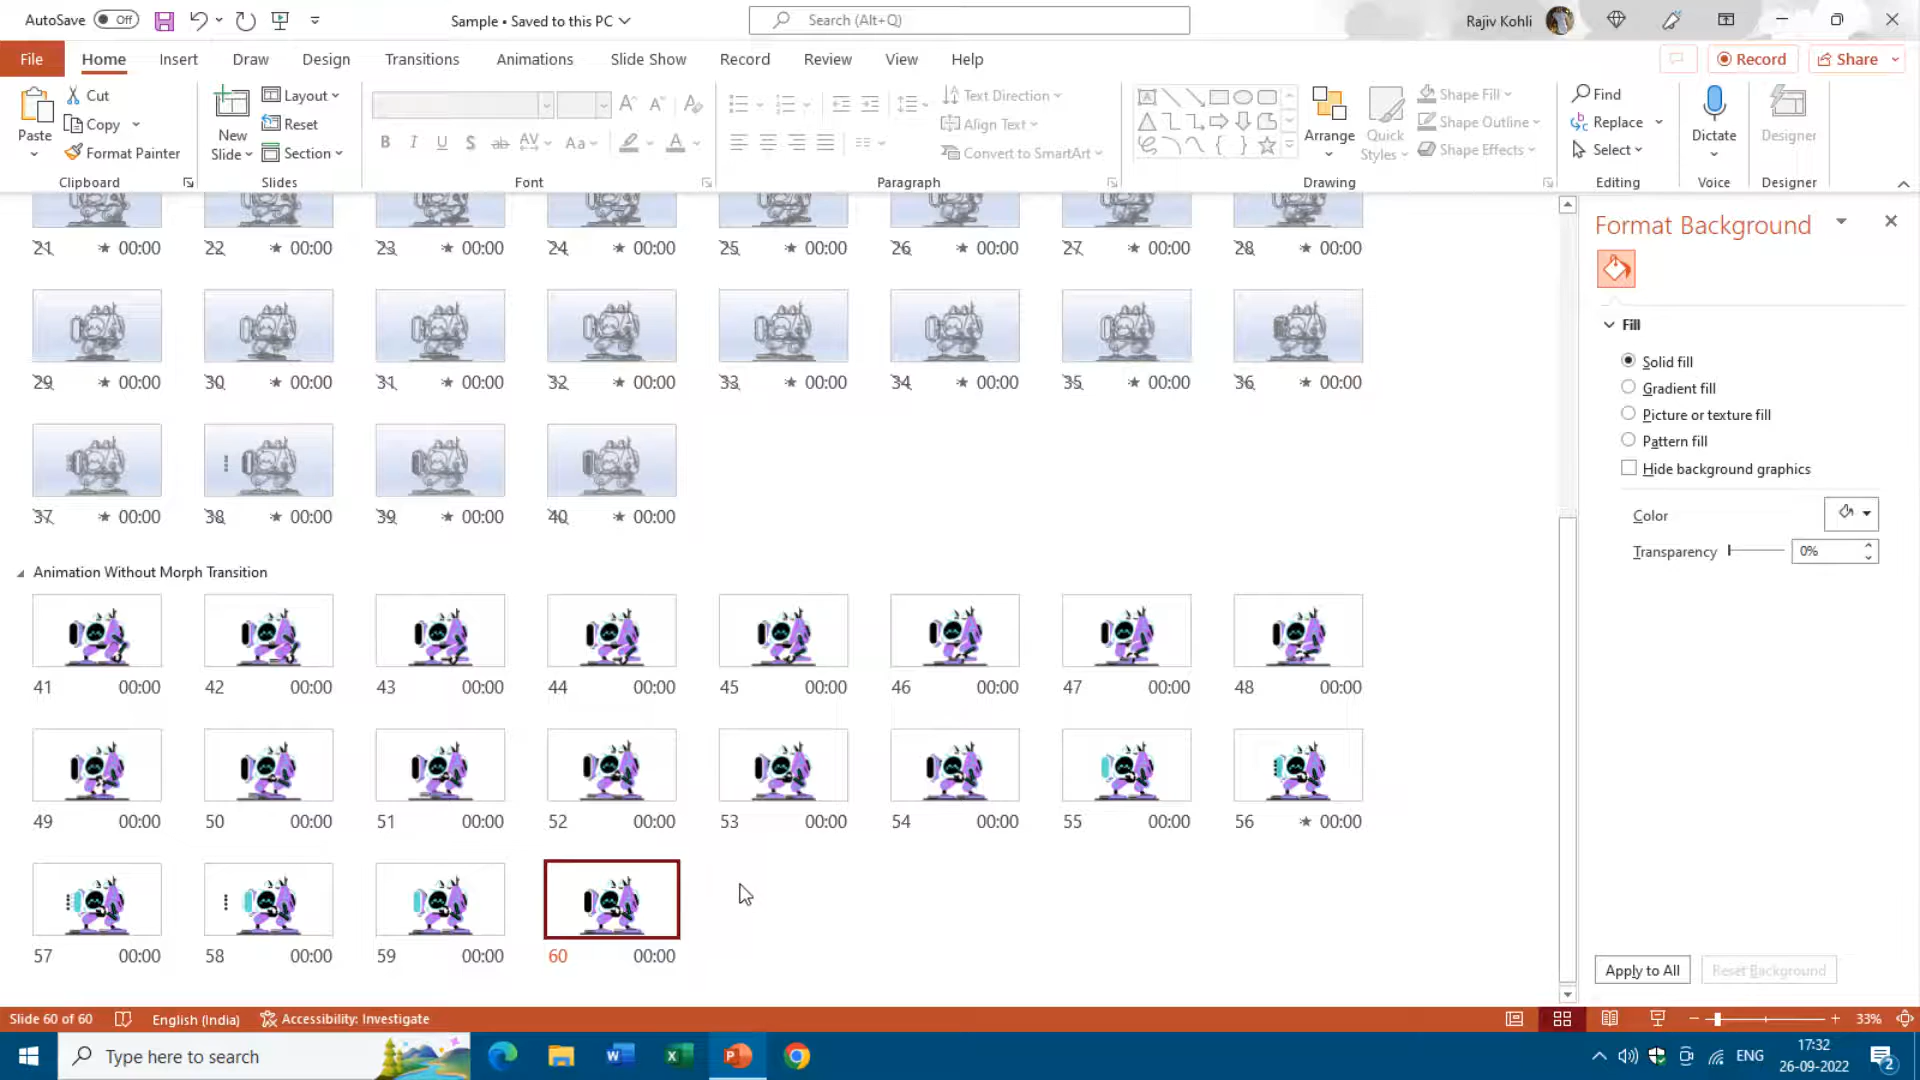 AutoSave Off Sample • Saved to this PC Search (Alt+Q) Rajiv Kohli
File Home Insert Draw Design Transitions Animations Slide Show Record Review View Help Record Share
Paste Cut Copy Format Painter
New Slide Layout Reset Section
B I U S ab AV Aa A
Text Direction Align Text Convert to SmartArt
Arrange Quick Styles Shape Fill Shape Outline Shape Effects
Find Replace Select
Dictate Designer
Clipboard Slides Font Paragraph Drawing Editing Voice Designer
21 00:00 22 00:00 23 00:00 24 00:00 25 00:00 26 00:00 27 00:00 28 00:00
29 00:00 30 00:00 31 00:00 32 00:00 33 00:00 34 00:00 35 00:00 36 00:00
37 00:00 38 00:00 39 00:00 40 00:00
Animation Without Morph Transition
41 00:00 42 00:00 43 00:00 44 00:00 45 00:00 46 00:00 47 00:00 48 00:00
49 00:00 50 00:00 51 00:00 52 00:00 53 00:00 54 00:00 55 00:00 56 00:00
57 00:00 58 00:00 59 00:00 60 00:00
Format Background
Fill
Solid fill
Gradient fill
Picture or texture fill
Pattern fill
Hide background graphics
Color
Transparency 0%
Apply to All Reset Background
Slide 60 of 60 English (India) Accessibility: Investigate 33%
Type here to search ENG 17:32
26-09-2022 2